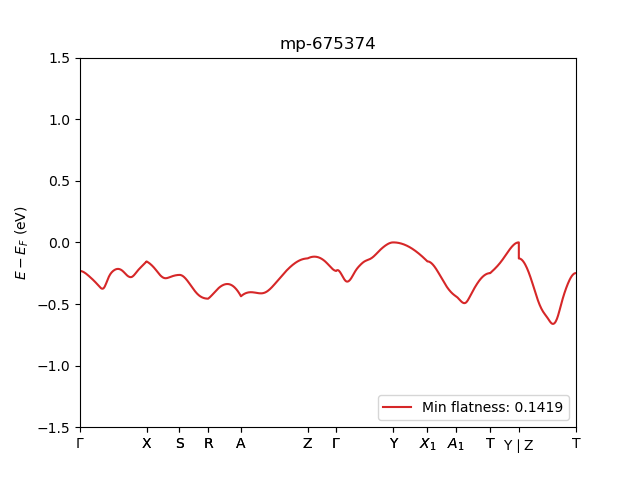 mp-675374
E − E_F (eV)
1.5
1.0
0.5
0.0
−0.5
−1.0
−1.5
Min flatness: 0.1419
Γ X S R A Z Γ Y X₁ A₁ T Y | Z T